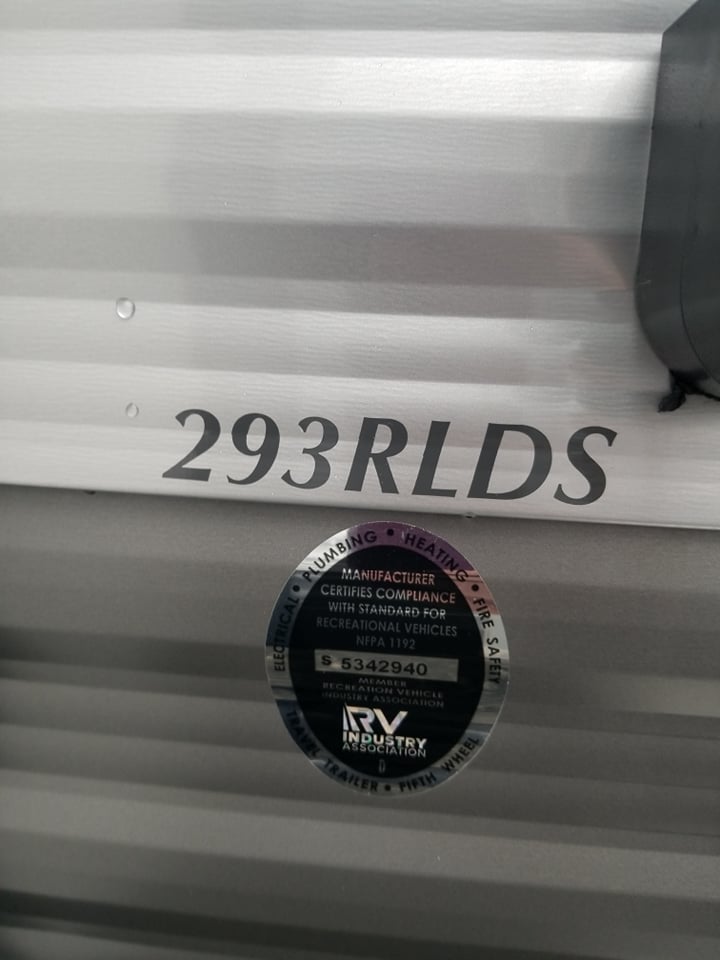 293RLDS
ELECTRICAL • PLUMBING • HEATING • FIRE SAFETY
MANUFACTURER
CERTIFIES COMPLIANCE
WITH STANDARD FOR
RECREATIONAL VEHICLES
NFPA 1192
S 5342940
MEMBER
RECREATION VEHICLE
INDUSTRY ASSOCIATION
RV
INDUSTRY
ASSOCIATION
TRAVEL TRAILER • FIFTH WHEEL